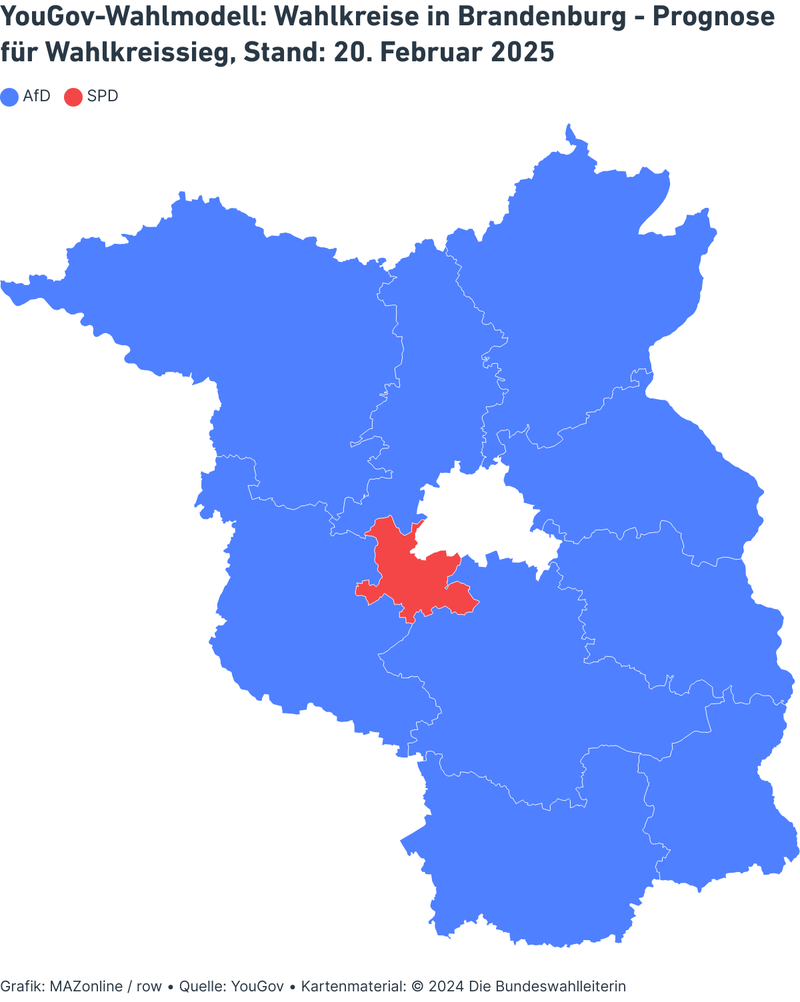 YouGov-Wahlmodell: Wahlkreise in Brandenburg - Prognose
für Wahlkreissieg, Stand: 20. Februar 2025
AfD SPD
Grafik: MAZonline / row • Quelle: YouGov • Kartenmaterial: © 2024 Die Bundeswahlleiterin